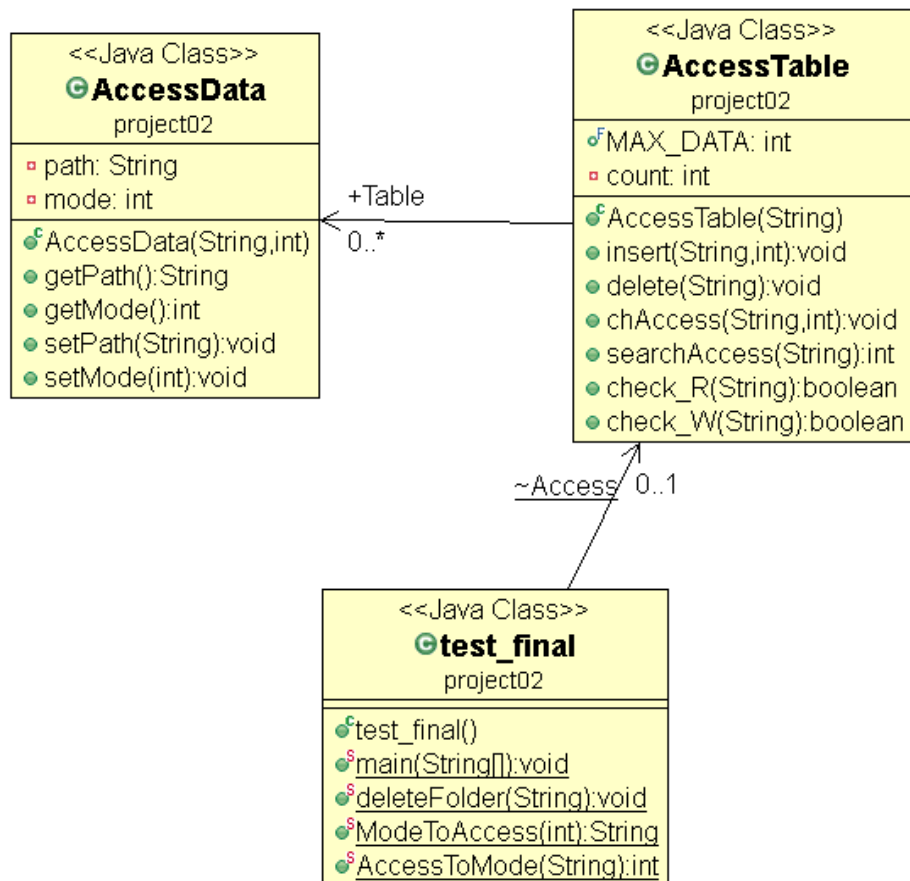 <<Java Class>>
AccessData
project02
path: String
mode: int
AccessData(String,int)
getPath():String
getMode():int
setPath(String):void
setMode(int):void
+Table
0..*
<<Java Class>>
AccessTable
project02
MAX_DATA: int
count: int
AccessTable(String)
insert(String,int):void
delete(String):void
chAccess(String,int):void
searchAccess(String):int
check_R(String):boolean
check_W(String):boolean
~Access 0..1
<<Java Class>>
test_final
project02
test_final()
main(String[]):void
deleteFolder(String):void
ModeToAccess(int):String
AccessToMode(String):int